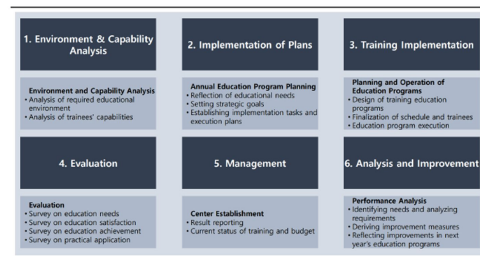 1. Environment & Capability
Analysis
2. Implementation of Plans
3. Training Implementation
Environment and Capability Analysis
• Analysis of required educational
environment
• Analysis of trainees' capabilities
Annual Education Program Planning
• Reflection of educational needs
• Setting strategic goals
• Establishing implementation tasks and
execution plans
Planning and Operation of
Education Programs
• Design of training education
programs
• Finalization of schedule and trainees
• Education program execution
4. Evaluation
5. Management
6. Analysis and Improvement
Evaluation
• Survey on education needs
• Survey on education satisfaction
• Survey on education achievement
• Survey on practical application
Center Establishment
• Result reporting
• Current status of training and budget
Performance Analysis
• Identifying needs and analyzing
requirements
• Deriving improvement measures
• Reflecting improvements in next
year's education programs